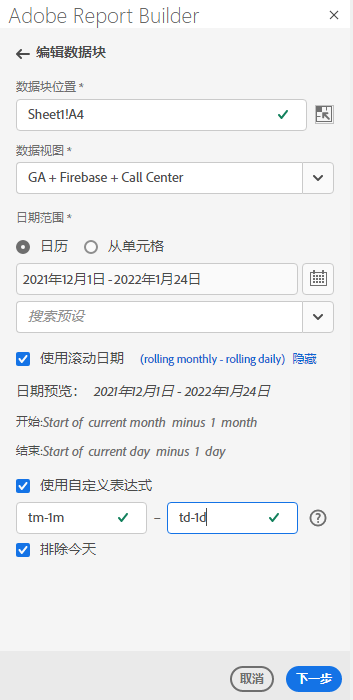 Adobe Report Builder
编辑数据块
数据块位置 *
Sheet1!A4
数据视图 *
GA + Firebase + Call Center
日期范围 *
日历 从单元格
2021年12月1日 - 2022年1月24日
搜索预设
使用滚动日期 (rolling monthly - rolling daily) 隐藏
日期预览： 2021年12月1日 - 2022年1月24日
开始:Start of current month minus 1 month
结束:Start of current day minus 1 day
使用自定义表达式
tm-1m – td-1d
排除今天
取消 下一步